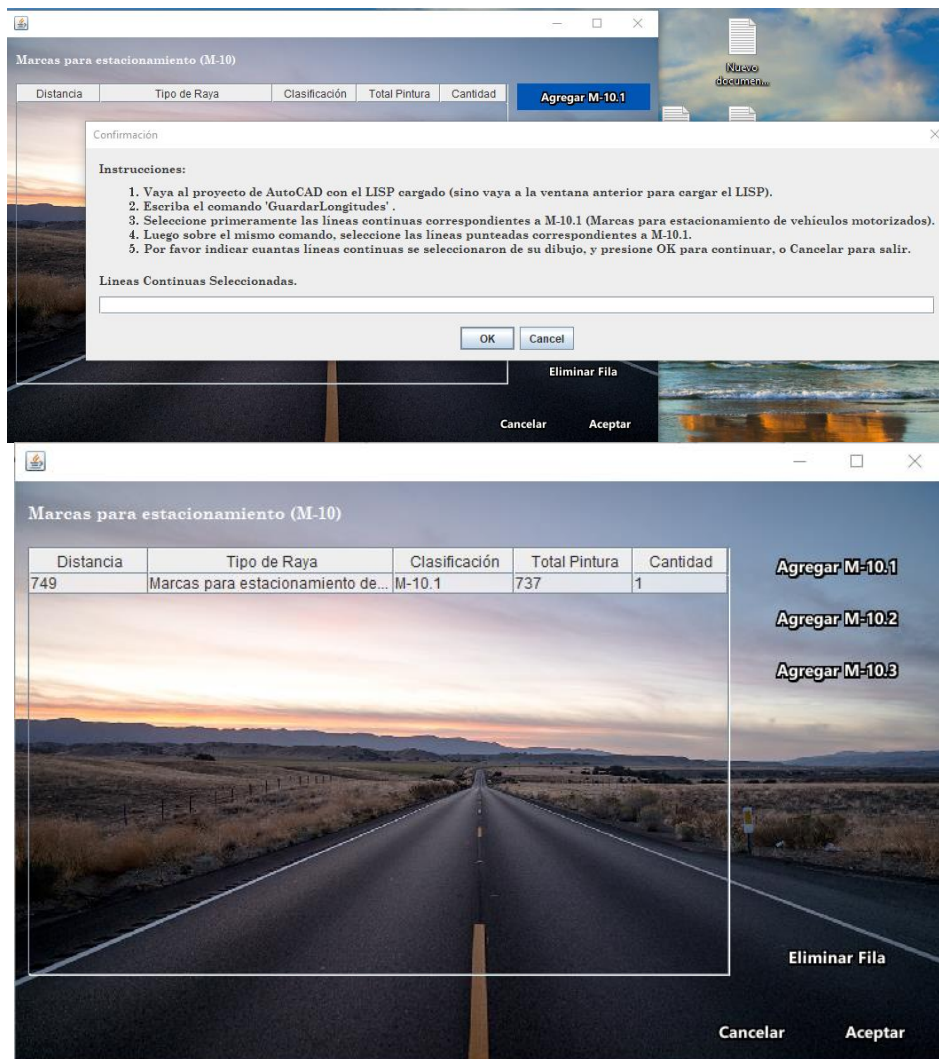 Marcas para estacionamiento (M-10)
Nuevo
documen...
Distancia Tipo de Raya Clasificación Total Pintura Cantidad
Agregar M-10.1
Confirmación
Instrucciones:
1. Vaya al proyecto de AutoCAD con el LISP cargado (sino vaya a la ventana anterior para cargar el LISP).
2. Escriba el comando 'GuardarLongitudes' .
3. Seleccione primeramente las líneas continuas correspondientes a M-10.1 (Marcas para estacionamiento de vehículos motorizados).
4. Luego sobre el mismo comando, seleccione las líneas punteadas correspondientes a M-10.1.
5. Por favor indicar cuantas líneas continuas se seleccionaron de su dibujo, y presione OK para continuar, o Cancelar para salir.
Lineas Continuas Seleccionadas.
OK Cancel
Eliminar Fila
Cancelar Aceptar
Marcas para estacionamiento (M-10)
Distancia Tipo de Raya Clasificación Total Pintura Cantidad
749 Marcas para estacionamiento de... M-10.1 737 1
Agregar M-10.1
Agregar M-10.2
Agregar M-10.3
Eliminar Fila
Cancelar Aceptar